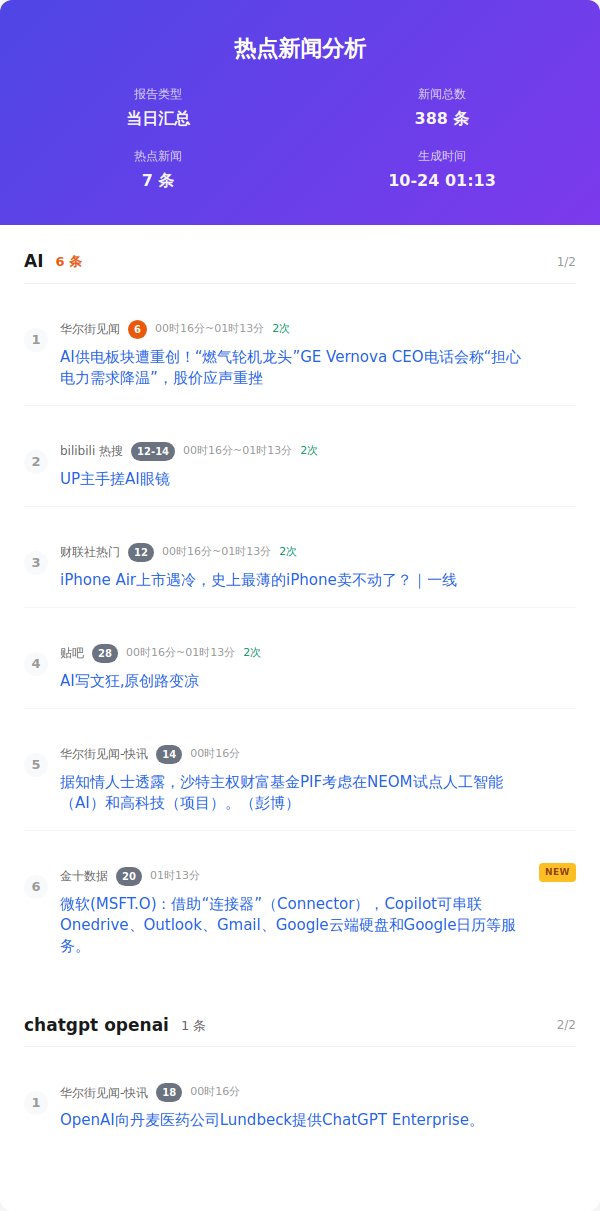 热点新闻分析
报告类型
新闻总数
当日汇总
388 条
热点新闻
生成时间
7 条
10-24 01:13
AI 6 条 1/2
1
华尔街见闻 6 00时16分~01时13分 2次
AI供电板块遭重创！“燃气轮机龙头”GE Vernova CEO电话会称“担心
电力需求降温”，股价应声重挫
2
bilibili 热搜 12-14 00时16分~01时13分 2次
UP主手搓AI眼镜
3
财联社热门 12 00时16分~01时13分 2次
iPhone Air上市遇冷，史上最薄的iPhone卖不动了？｜一线
4
贴吧 28 00时16分~01时13分 2次
AI写文狂,原创路变凉
5
华尔街见闻-快讯 14 00时16分
据知情人士透露，沙特主权财富基金PIF考虑在NEOM试点人工智能
（AI）和高科技（项目）。（彭博）
6
金十数据 20 01时13分 NEW
微软(MSFT.O)：借助“连接器”（Connector），Copilot可串联
Onedrive、Outlook、Gmail、Google云端硬盘和Google日历等服
务。
chatgpt openai 1 条 2/2
1
华尔街见闻-快讯 18 00时16分
OpenAI向丹麦医药公司Lundbeck提供ChatGPT Enterprise。